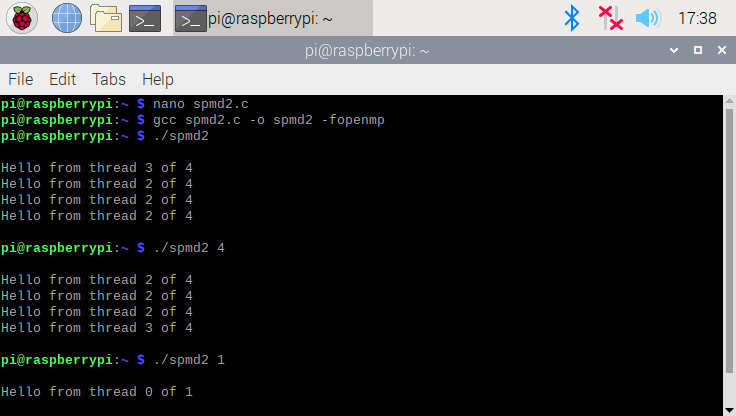 pi@raspberrypi: ~ 17:38
pi@raspberrypi: ~
File Edit Tabs Help
pi@raspberrypi:~ $ nano spmd2.c
pi@raspberrypi:~ $ gcc spmd2.c -o spmd2 -fopenmp
pi@raspberrypi:~ $ ./spmd2
Hello from thread 3 of 4
Hello from thread 2 of 4
Hello from thread 2 of 4
Hello from thread 2 of 4
pi@raspberrypi:~ $ ./spmd2 4
Hello from thread 2 of 4
Hello from thread 2 of 4
Hello from thread 2 of 4
Hello from thread 3 of 4
pi@raspberrypi:~ $ ./spmd2 1
Hello from thread 0 of 1